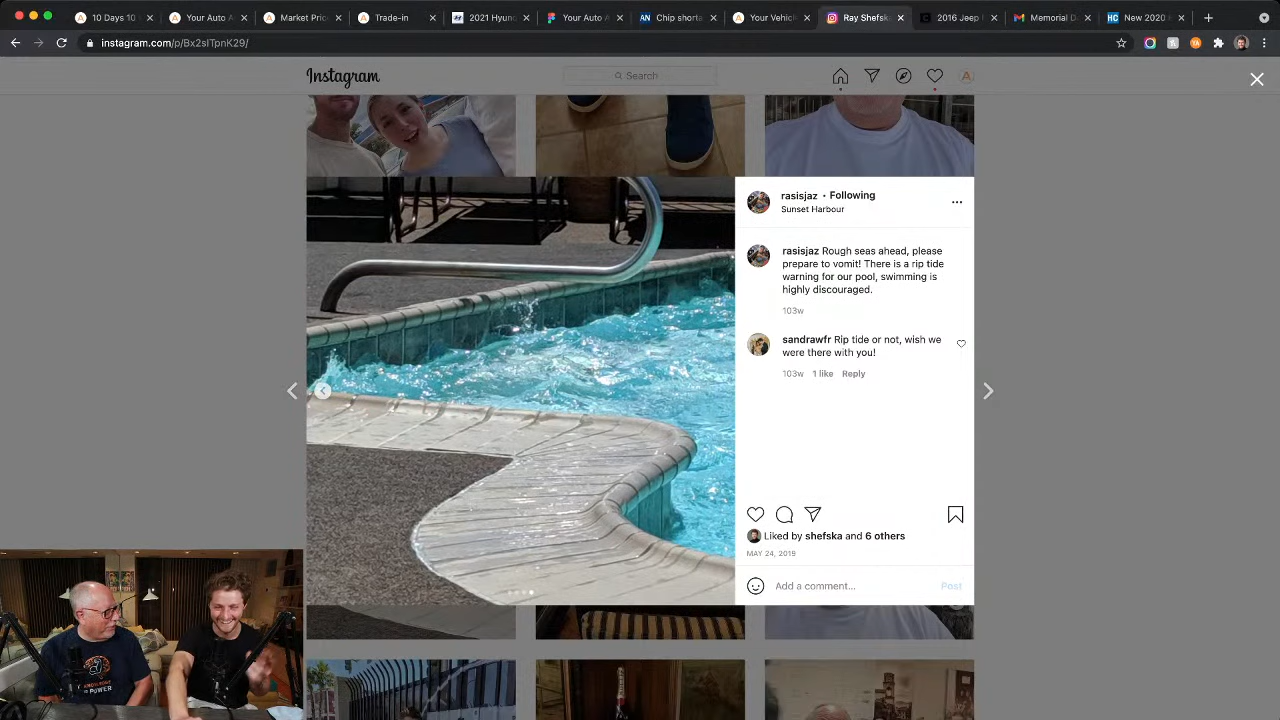 10 Days 10
Your Auto A
Market Pri
Trade-in
2021 Hyun
Your Auto
Chip shorta
Your Vehic
Ray Shefsk
2016 Jeep
Memorial D
New 2020
instagram.com/p/Bx2sITpnK29/
Instagram
Search
rasisjaz • Following
Sunset Harbour
rasisjaz Rough seas ahead, please
prepare to vomit! There is a rip tide
warning for our pool, swimming is
highly discouraged.
103w
sandrawfr Rip tide or not, wish we
were there with you!
103w 1 like Reply
Liked by shefska and 6 others
MAY 24, 2019
Add a comment... Post
POWER